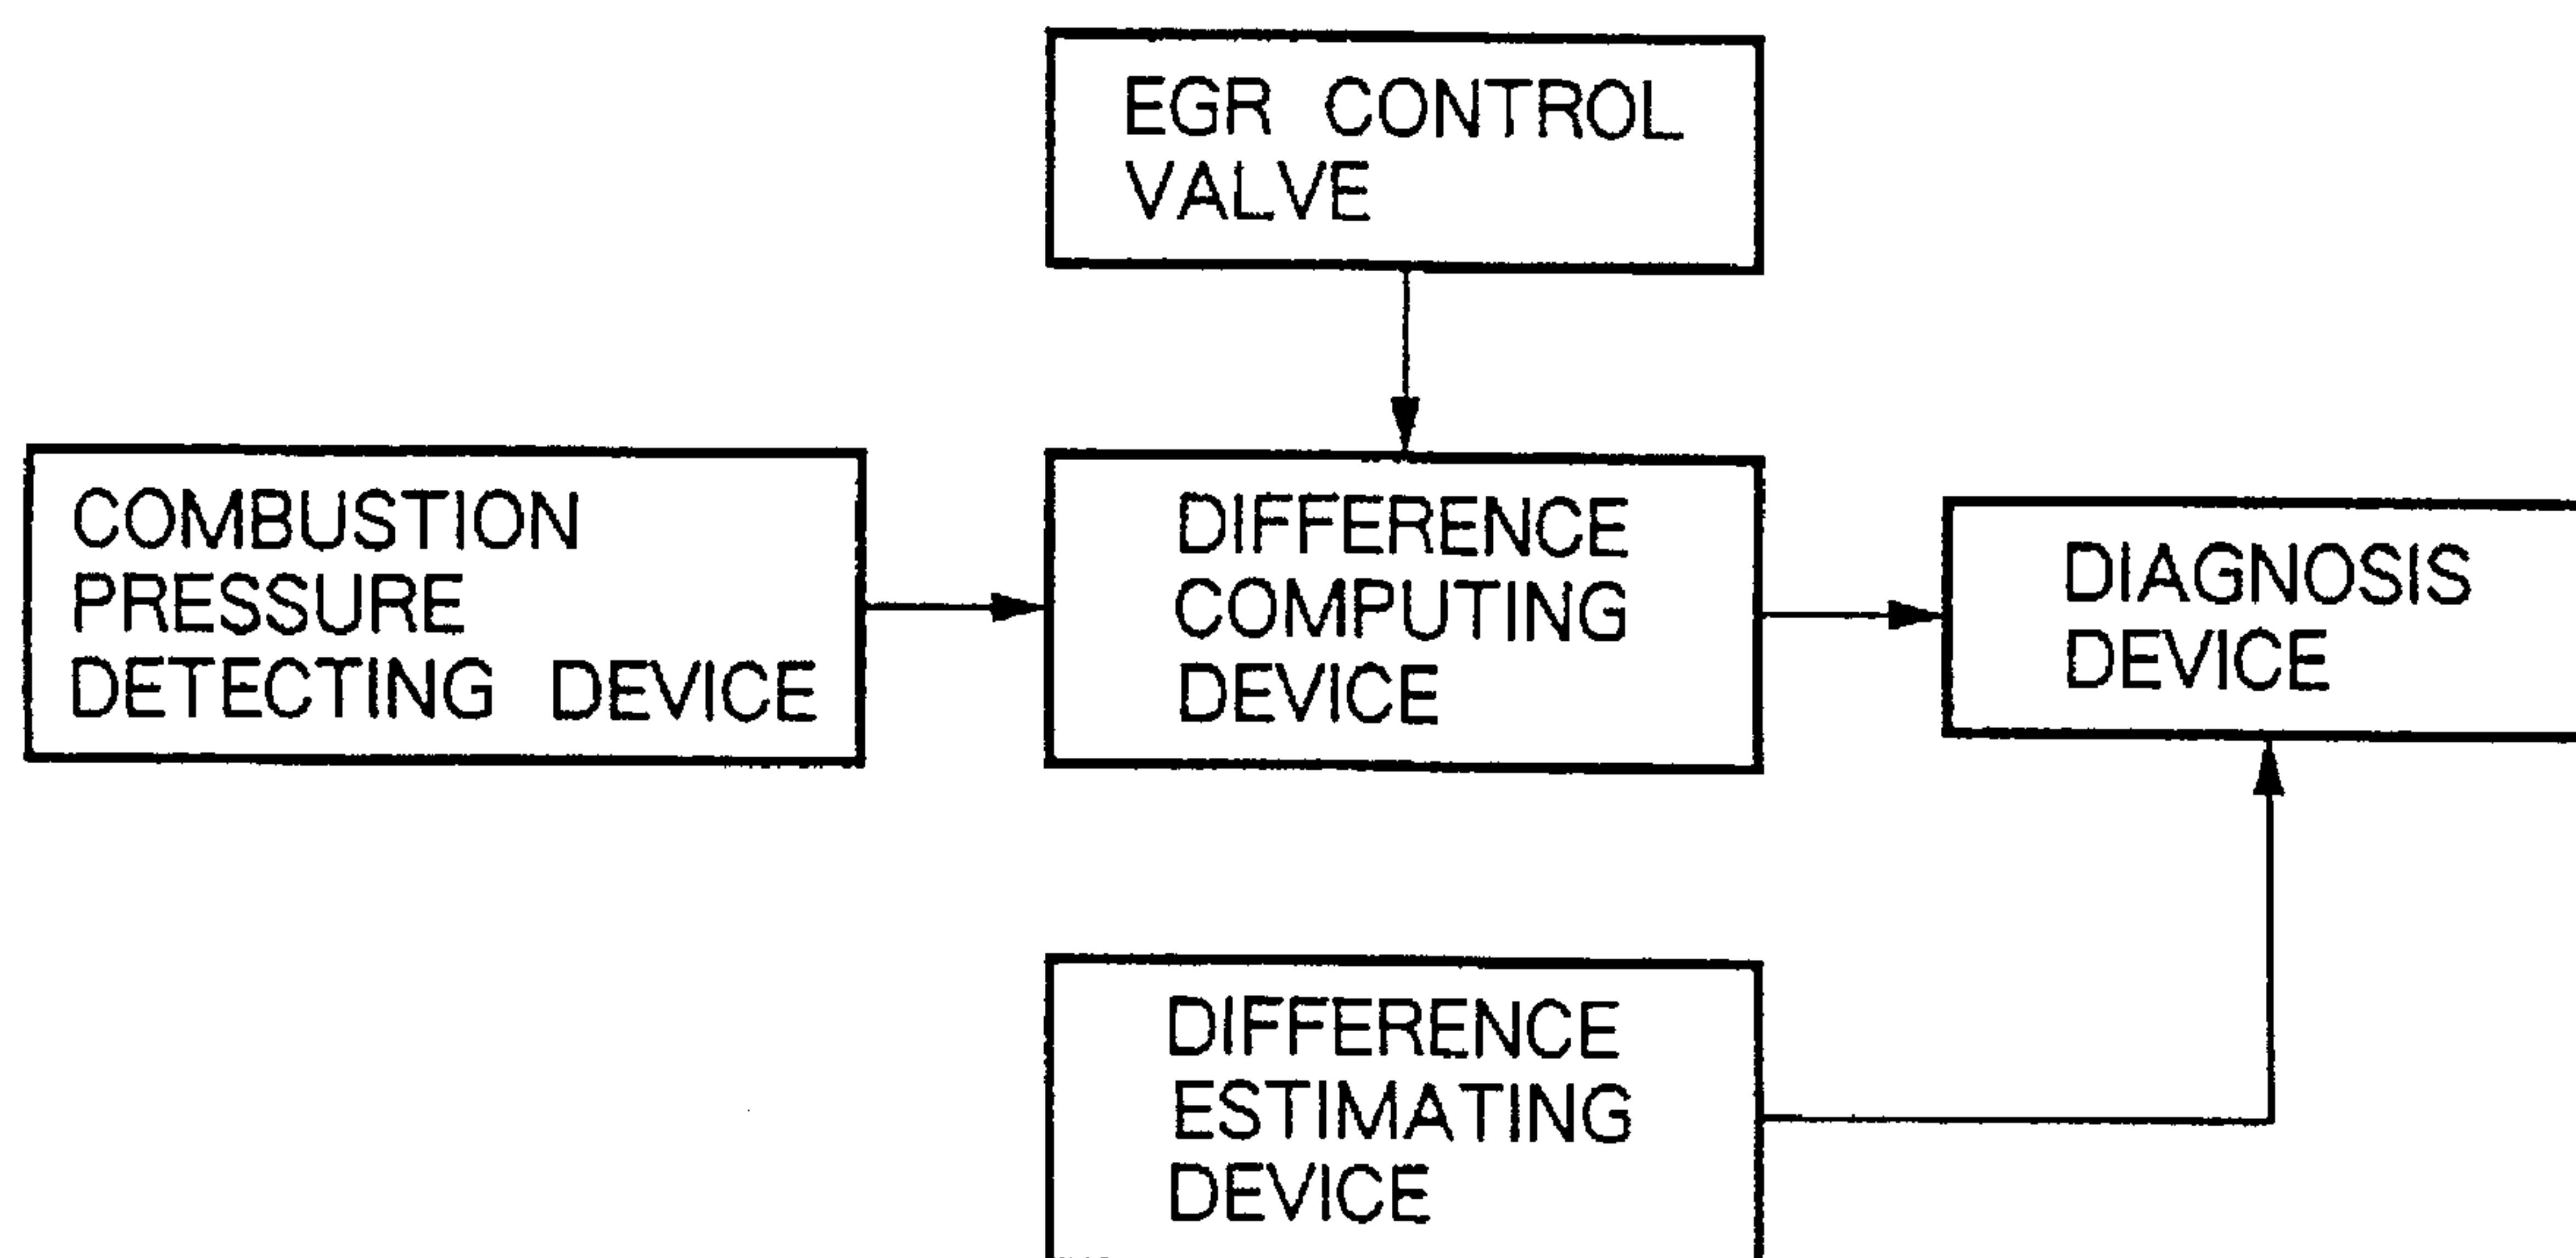 EGR CONTROL
VALVE
COMBUSTION
PRESSURE
DETECTING DEVICE
DIFFERENCE
COMPUTING
DEVICE
DIAGNOSIS
DEVICE
DIFFERENCE
ESTIMATING
DEVICE